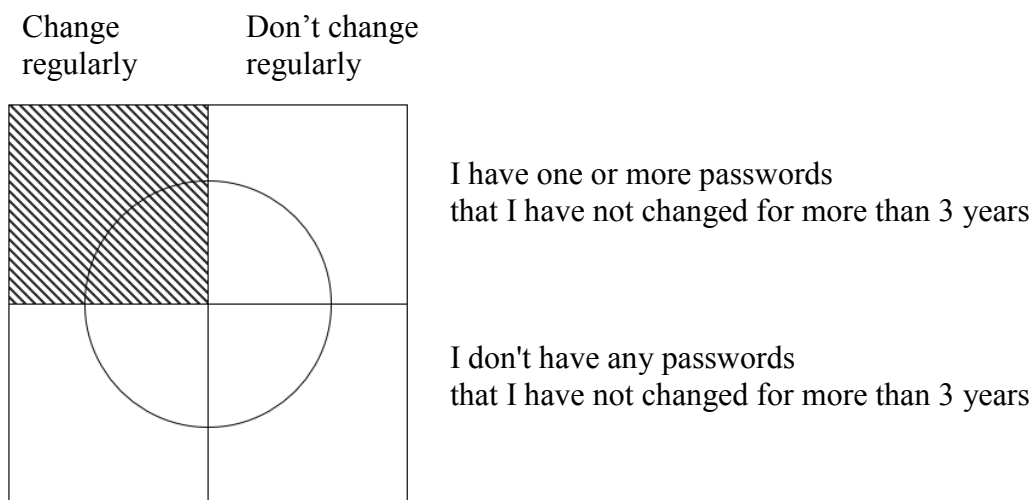 Change
regularly
Don’t change
regularly
I have one or more passwords
that I have not changed for more than 3 years
I don't have any passwords
that I have not changed for more than 3 years